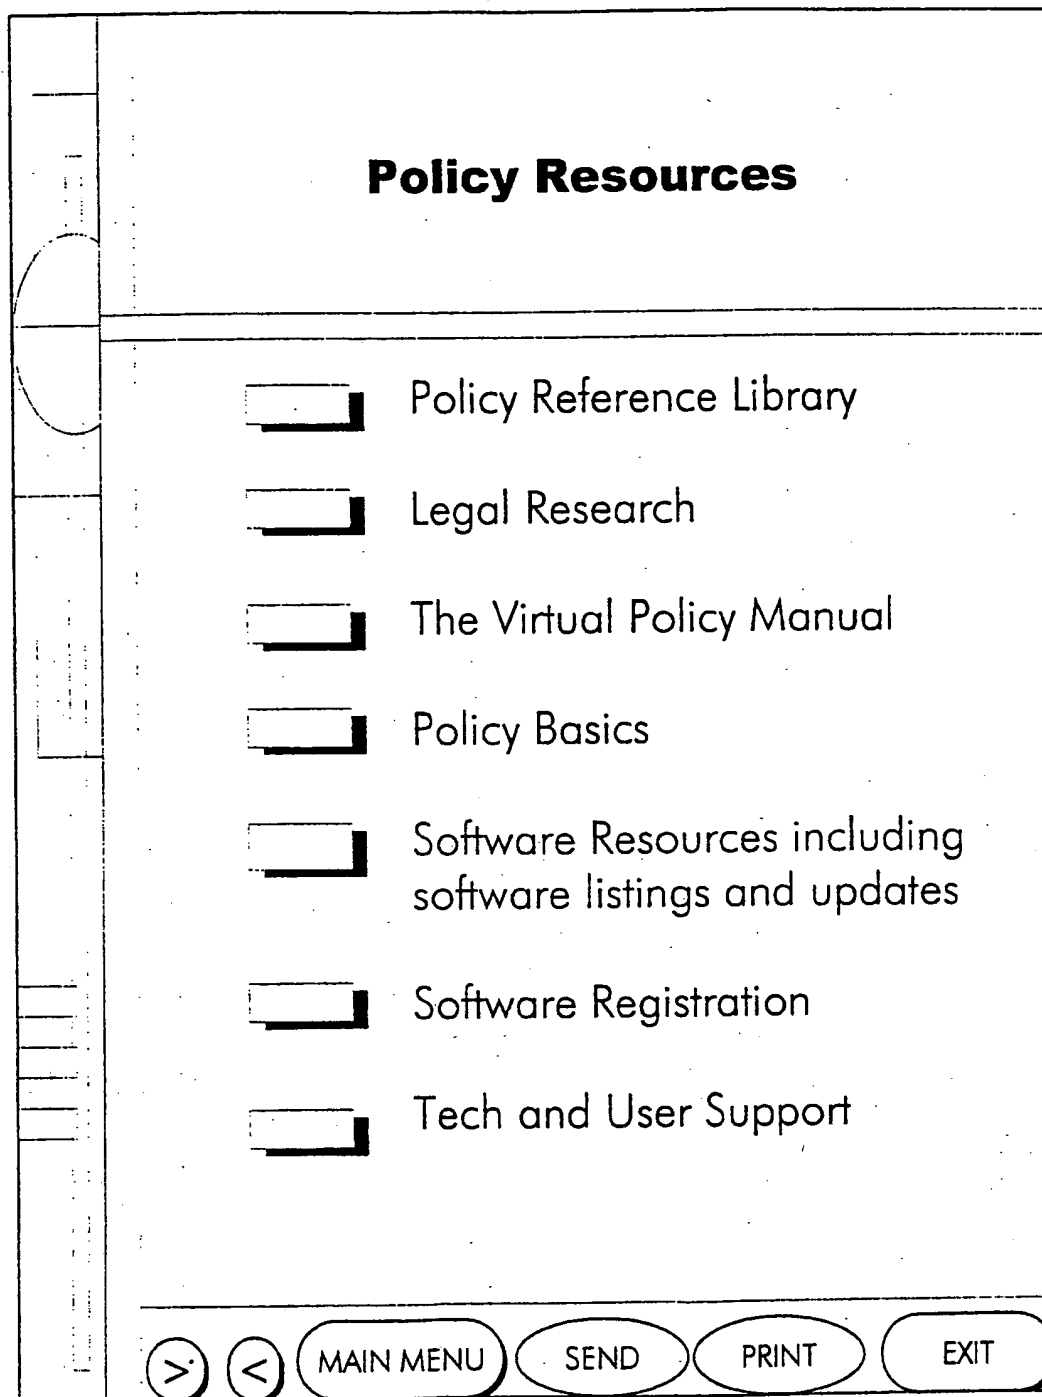 Policy Resources
Policy Reference Library
Legal Research
The Virtual Policy Manual
Policy Basics
Software Resources including
software listings and updates
Software Registration
Tech and User Support
> < MAIN MENU SEND PRINT EXIT